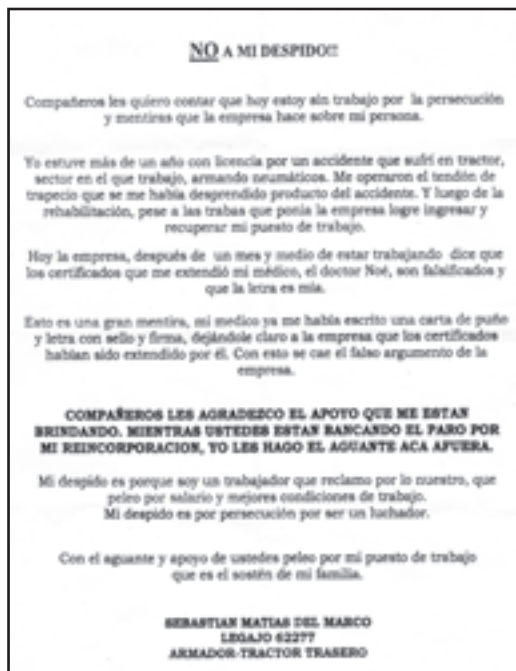 NO A MI DESPIDO!!
Compañeros les quiero contar que hoy estoy sin trabajo por la persecución
y mentiras que la empresa hace sobre mi persona.
Yo estuve más de un año con licencia por un accidente que sufrí en tractor,
sector en el que trabajo, armando neumáticos. Me operaron el tendón de
trapecio que se me había desprendido producto del accidente. Y luego de la
rehabilitación, pese a las trabas que ponía la empresa logre ingresar y
recuperar mi puesto de trabajo.
Hoy la empresa, después de un mes y medio de estar trabajando dice que
los certificados que me extendió mi médico, el doctor Noé, son falsificados y
que la letra es mía.
Esto es una gran mentira, mi medico ya me había escrito una carta de puño
y letra con sello y firma, dejándole claro a la empresa que los certificados
habían sido extendido por él. Con esto se cae el falso argumento de la
empresa.
COMPAÑEROS LES AGRADEZCO EL APOYO QUE ME ESTAN
BRINDANDO. MIENTRAS USTEDES ESTAN BANCANDO EL PARO POR
MI REINCORPORACION, YO LES HAGO EL AGUANTE ACA AFUERA.
Mi despido es porque soy un trabajador que reclamo por lo nuestro, que
peleo por salario y mejores condiciones de trabajo.
Mi despido es por persecución por ser un luchador.
Con el aguante y apoyo de ustedes peleo por mi puesto de trabajo
que es el sostén de mi familia.
SEBASTIAN MATIAS DEL MARCO
LEGAJO 62277
ARMADOR-TRACTOR TRASERO